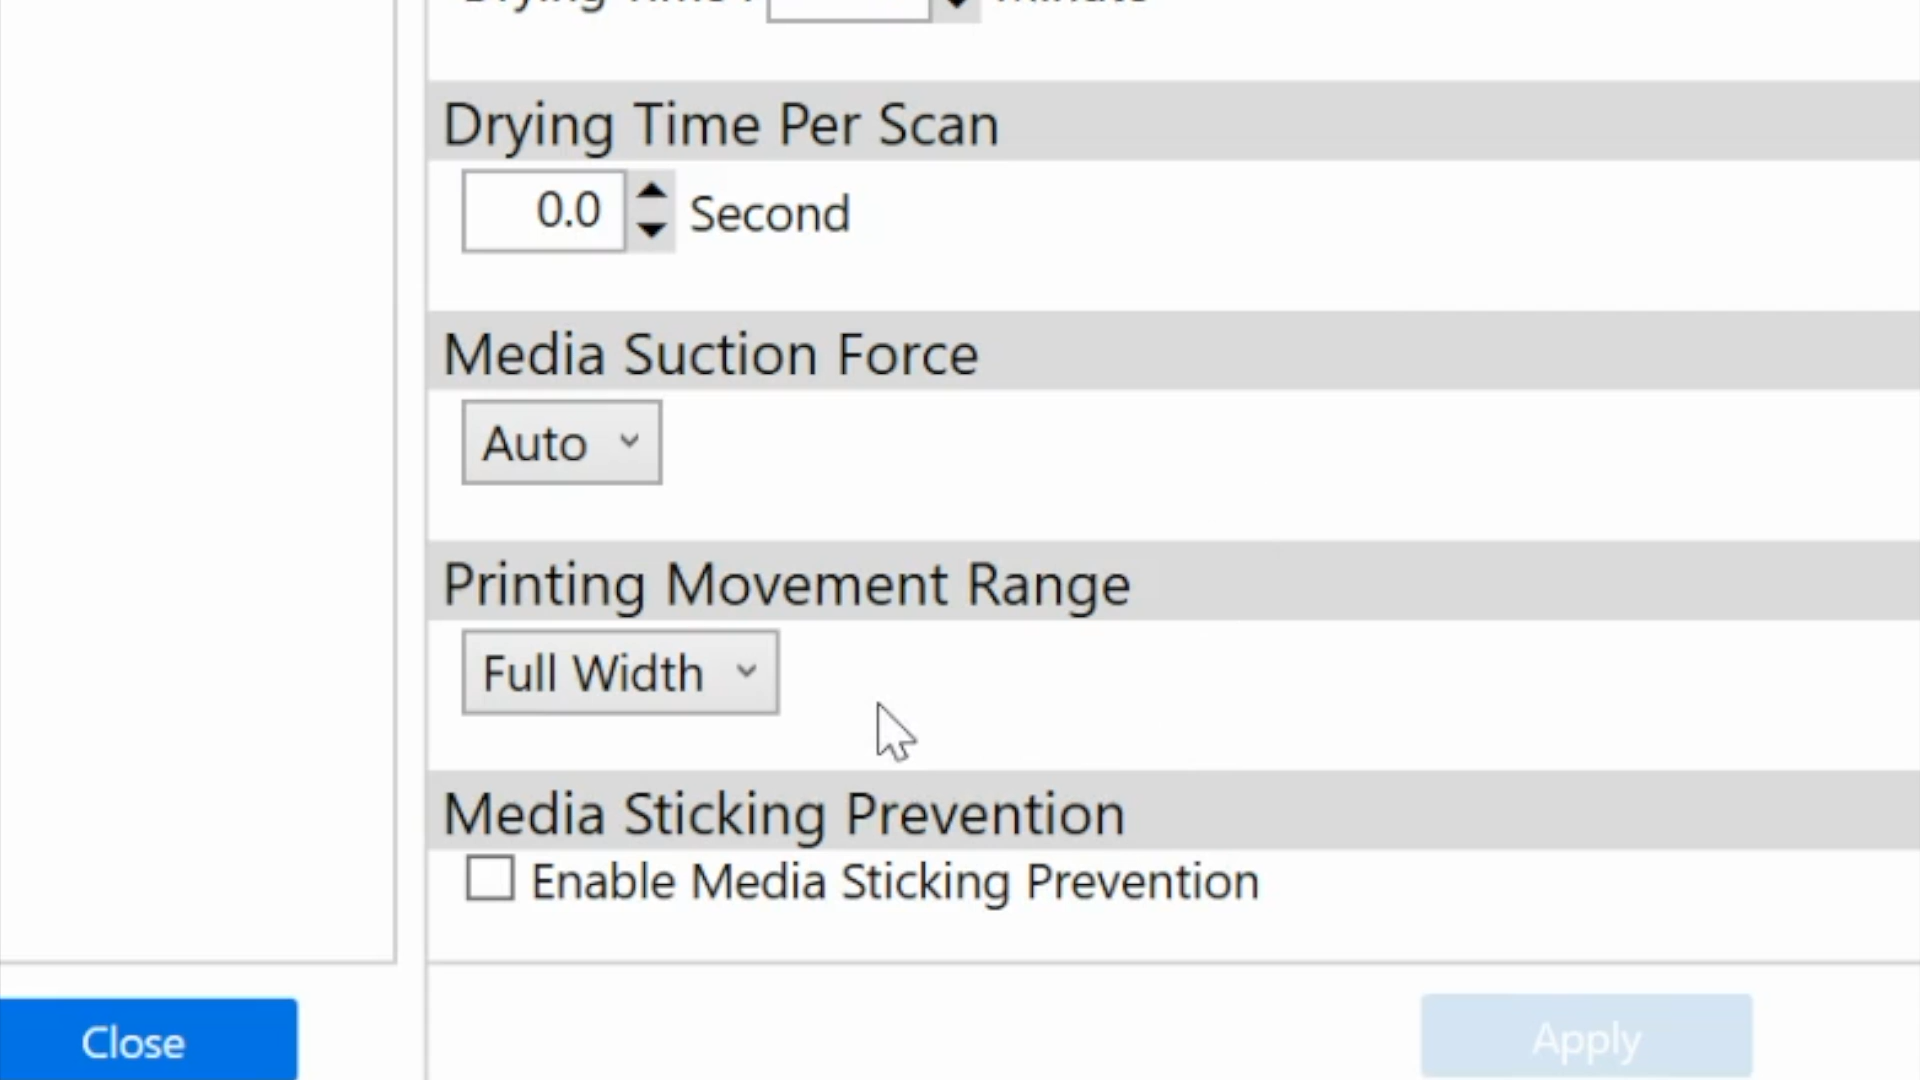 Drying Time Per Scan
0.0 Second
Media Suction Force
Auto
Printing Movement Range
Full Width
Media Sticking Prevention
Enable Media Sticking Prevention
Close
Apply